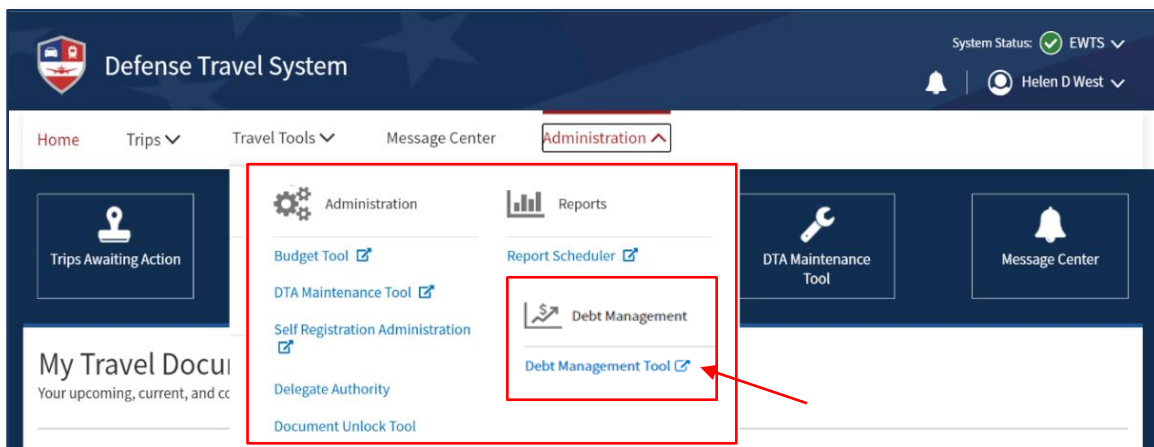 Defense Travel System
System Status: EWTS
Helen D West
Home Trips Travel Tools Message Center Administration
Administration
Budget Tool
DTA Maintenance Tool
Self Registration Administration
Delegate Authority
Document Unlock Tool
Reports
Report Scheduler
$
Debt Management
Debt Management Tool
Trips Awaiting Action
DTA Maintenance
Tool
Message Center
My Travel Docu
Your upcoming, current, and co